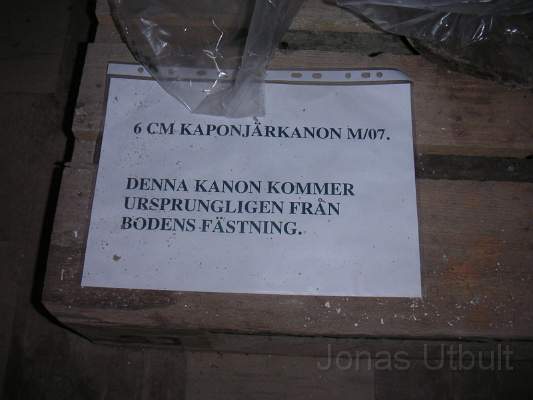 6 CM KAPONJÄRKANON M/07.
DENNA KANON KOMMER
URSPRUNGLIGEN FRÅN
BODENS FÄSTNING.
Jonas Utbult